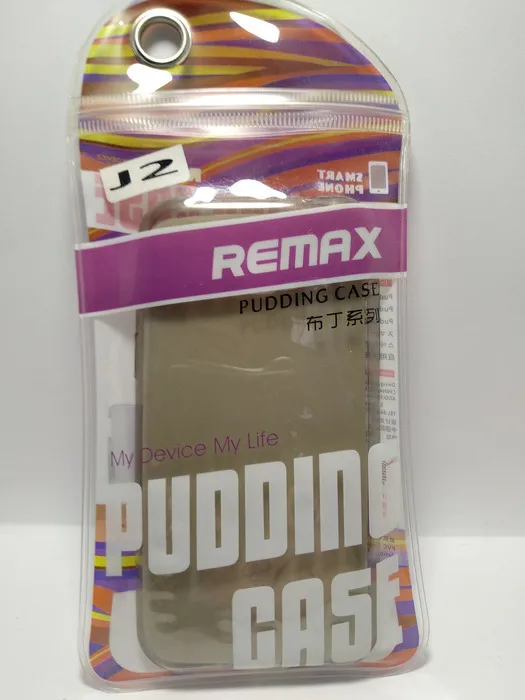 J2
SMART
PHONE
REMAX
PUDDING CASE
布丁系列
My Device My Life
PUDDING
CASE